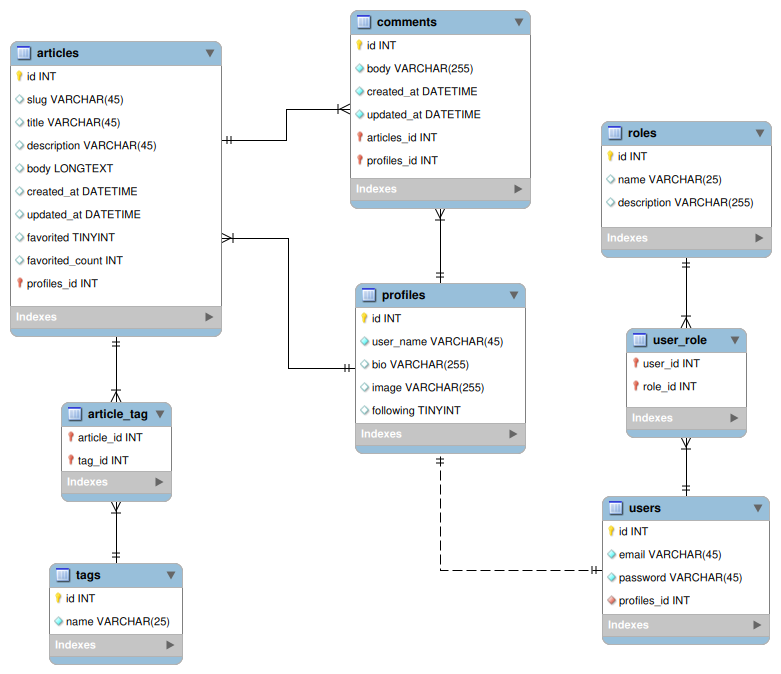 articles
id INT
slug VARCHAR(45)
title VARCHAR(45)
description VARCHAR(45)
body LONGTEXT
created_at DATETIME
updated_at DATETIME
favorited TINYINT
favorited_count INT
profiles_id INT
Indexes
comments
id INT
body VARCHAR(255)
created_at DATETIME
updated_at DATETIME
articles_id INT
profiles_id INT
Indexes
roles
id INT
name VARCHAR(25)
description VARCHAR(255)
Indexes
profiles
id INT
user_name VARCHAR(45)
bio VARCHAR(255)
image VARCHAR(255)
following TINYINT
Indexes
user_role
user_id INT
role_id INT
Indexes
article_tag
article_id INT
tag_id INT
Indexes
users
id INT
email VARCHAR(45)
password VARCHAR(45)
profiles_id INT
Indexes
tags
id INT
name VARCHAR(25)
Indexes